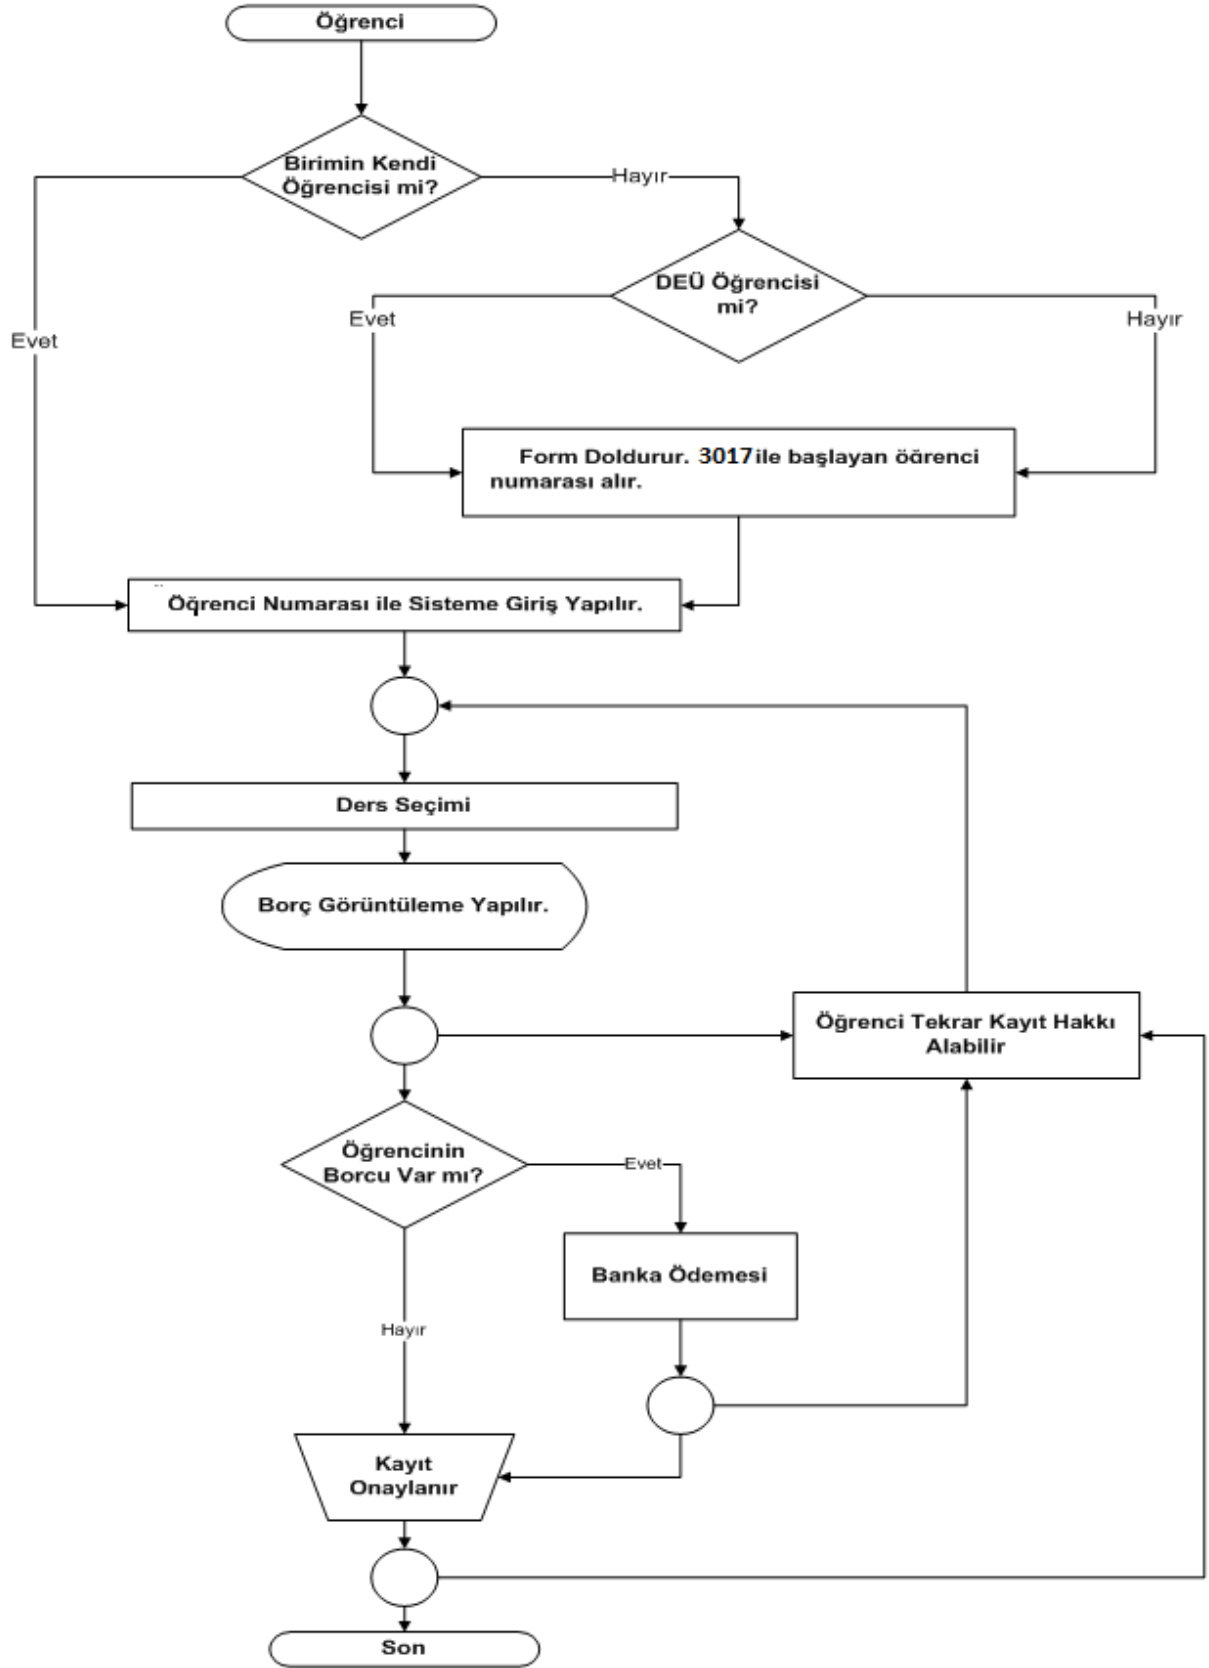 Öğrenci
Birimin Kendi
Öğrencisi mi?
Hayır
DEÜ Öğrencisi
mi?
Evet
Hayır
Evet
Form Doldurur. 3017 ile başlayan öğrenci
numarası alır.
Öğrenci Numarası ile Sisteme Giriş Yapılır.
Ders Seçimi
Borç Görüntüleme Yapılır.
Öğrenci Tekrar Kayıt Hakkı
Alabilir
Öğrencinin
Borcu Var mı?
Evet
Banka Ödemesi
Hayır
Kayıt
Onaylanır
Son